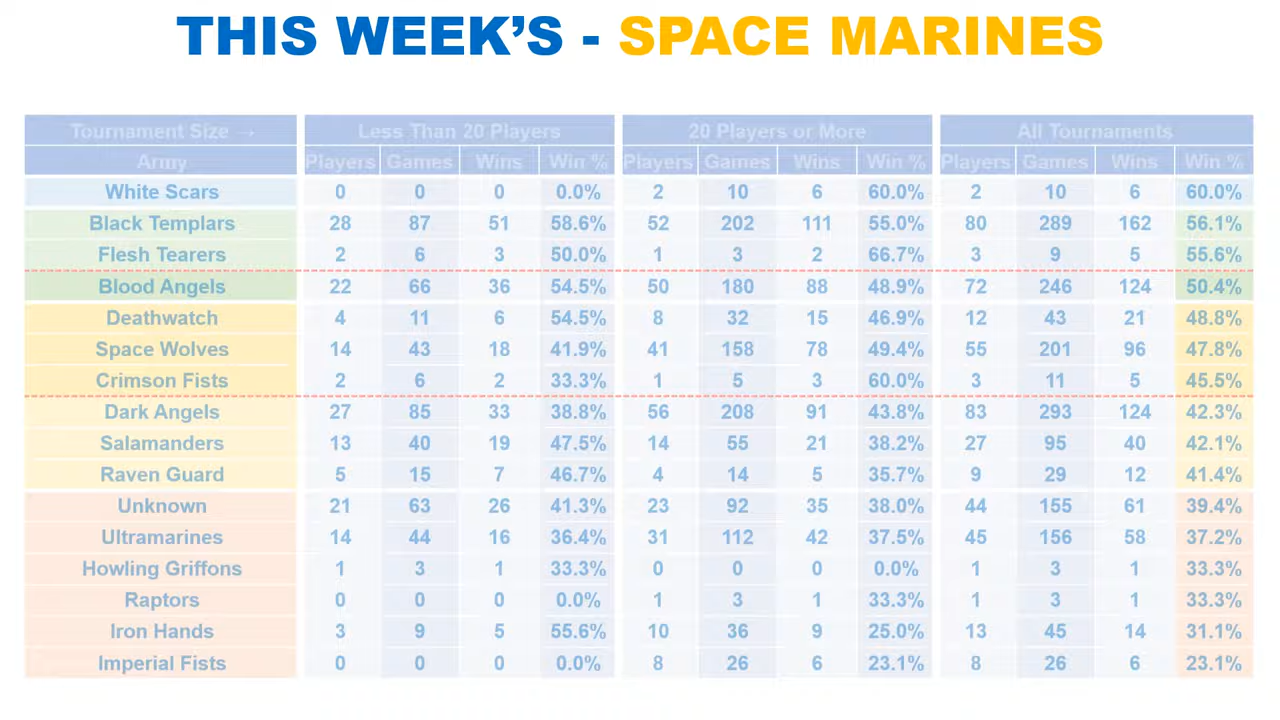 THIS WEEK'S - SPACE MARINES
Tournament Size → Less Than 20 Players 20 Players or More All Tournaments
Army Players Games Wins Win % Players Games Wins Win % Players Games Wins Win %
White Scars 0 0 0 0.0% 2 10 6 60.0% 2 10 6 60.0%
Black Templars 28 87 51 58.6% 52 202 111 55.0% 80 289 162 56.1%
Flesh Tearers 2 6 3 50.0% 1 3 2 66.7% 3 9 5 55.6%
Blood Angels 22 66 36 54.5% 50 180 88 48.9% 72 246 124 50.4%
Deathwatch 4 11 6 54.5% 8 32 15 46.9% 12 43 21 48.8%
Space Wolves 14 43 18 41.9% 41 158 78 49.4% 55 201 96 47.8%
Crimson Fists 2 6 2 33.3% 1 5 3 60.0% 3 11 5 45.5%
Dark Angels 27 85 33 38.8% 56 208 91 43.8% 83 293 124 42.3%
Salamanders 13 40 19 47.5% 14 55 21 38.2% 27 95 40 42.1%
Raven Guard 5 15 7 46.7% 4 14 5 35.7% 9 29 12 41.4%
Unknown 21 63 26 41.3% 23 92 35 38.0% 44 155 61 39.4%
Ultramarines 14 44 16 36.4% 31 112 42 37.5% 45 156 58 37.2%
Howling Griffons 1 3 1 33.3% 0 0 0 0.0% 1 3 1 33.3%
Raptors 0 0 0 0.0% 1 3 1 33.3% 1 3 1 33.3%
Iron Hands 3 9 5 55.6% 10 36 9 25.0% 13 45 14 31.1%
Imperial Fists 0 0 0 0.0% 8 26 6 23.1% 8 26 6 23.1%